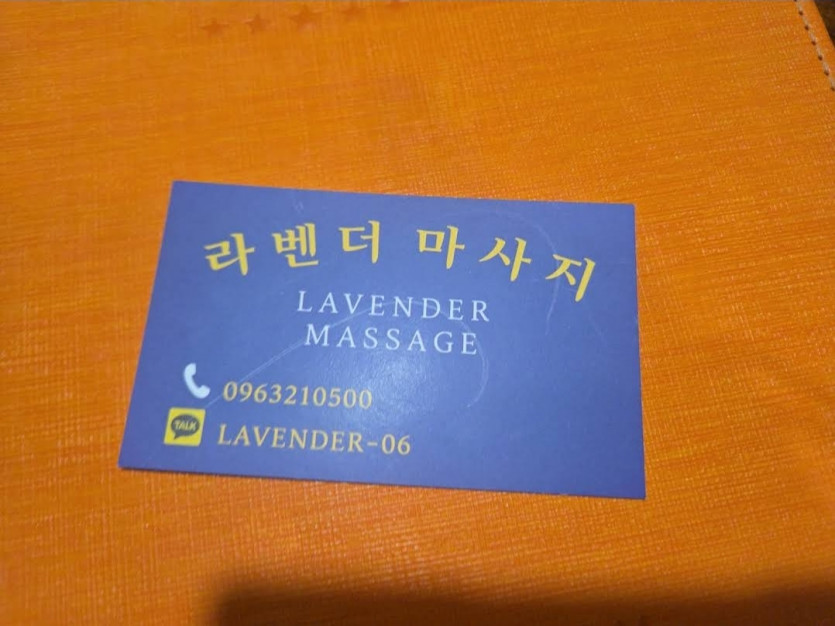 라벤더 마사지
LAVENDER
MASSAGE
0963210500
TALK
LAVENDER-06